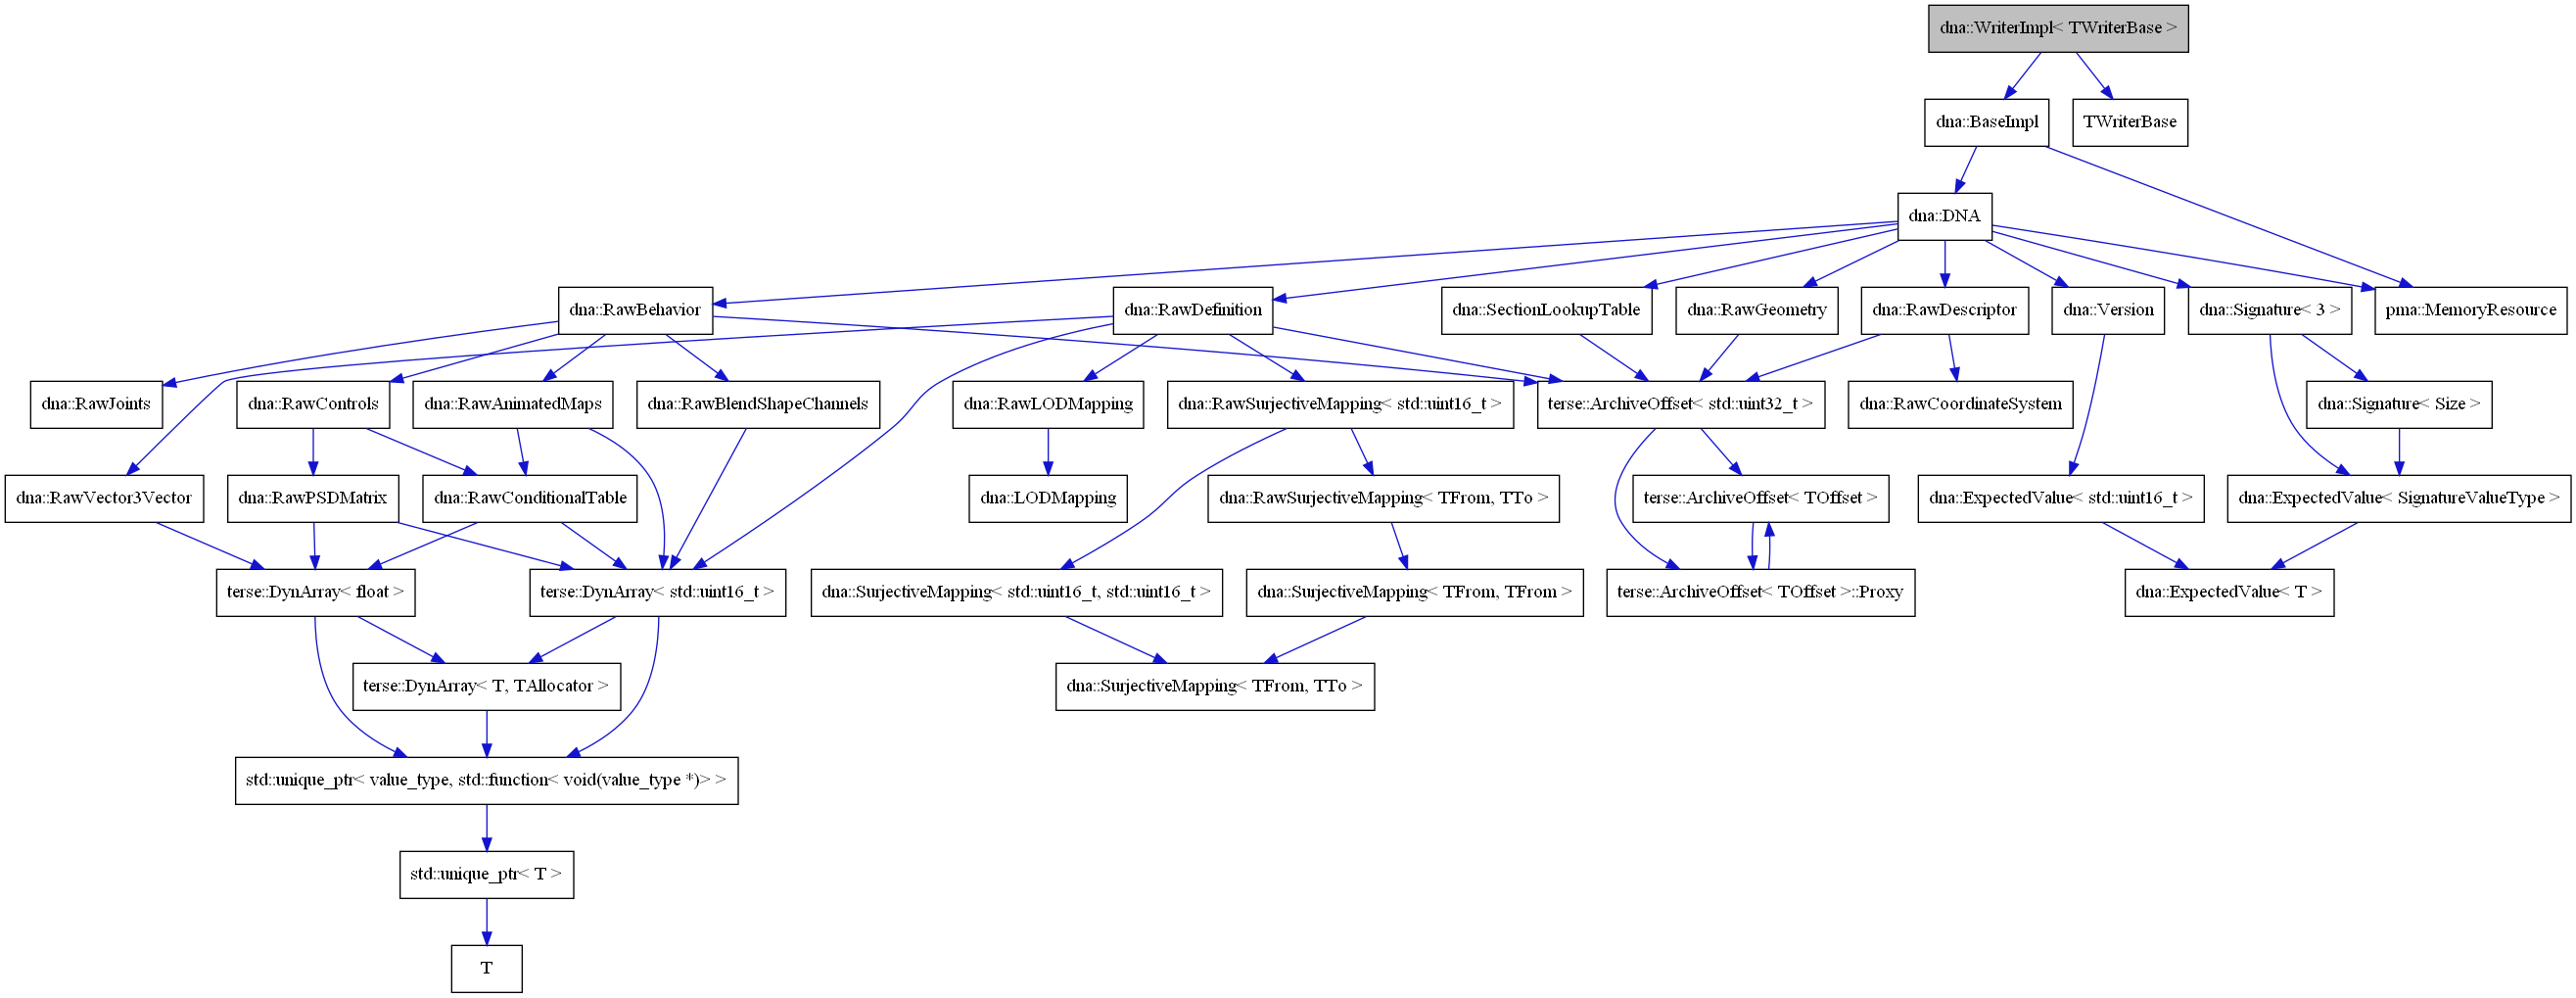 dna::WriterImpl< TWriterBase >
dna::BaseImpl
TWriterBase
dna::DNA
dna::RawBehavior
dna::RawDefinition
dna::SectionLookupTable
dna::RawGeometry
dna::RawDescriptor
dna::Version
dna::Signature< 3 >
pma::MemoryResource
dna::RawJoints
dna::RawControls
dna::RawAnimatedMaps
dna::RawBlendShapeChannels
dna::RawLODMapping
dna::RawSurjectiveMapping< std::uint16_t >
terse::ArchiveOffset< std::uint32_t >
dna::RawCoordinateSystem
dna::Signature< Size >
dna::RawVector3Vector
dna::RawPSDMatrix
dna::RawConditionalTable
dna::LODMapping
dna::RawSurjectiveMapping< TFrom, TTo >
terse::ArchiveOffset< TOffset >
dna::ExpectedValue< std::uint16_t >
dna::ExpectedValue< SignatureValueType >
terse::DynArray< float >
terse::DynArray< std::uint16_t >
dna::SurjectiveMapping< std::uint16_t, std::uint16_t >
dna::SurjectiveMapping< TFrom, TFrom >
terse::ArchiveOffset< TOffset >::Proxy
dna::ExpectedValue< T >
terse::DynArray< T, TAllocator >
dna::SurjectiveMapping< TFrom, TTo >
std::unique_ptr< value_type, std::function< void(value_type *)> >
std::unique_ptr< T >
T